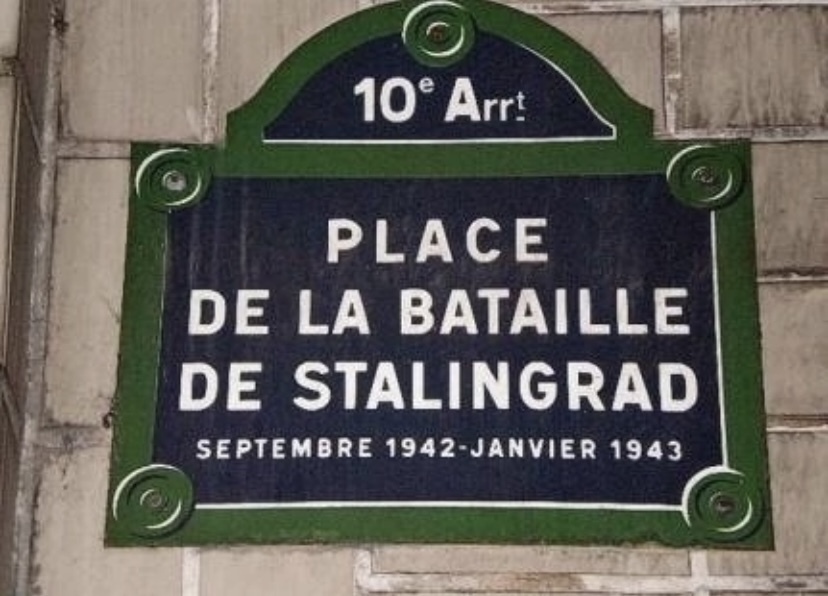 10e Arrt
PLACE
DE LA BATAILLE
DE STALINGRAD
SEPTEMBRE 1942-JANVIER 1943